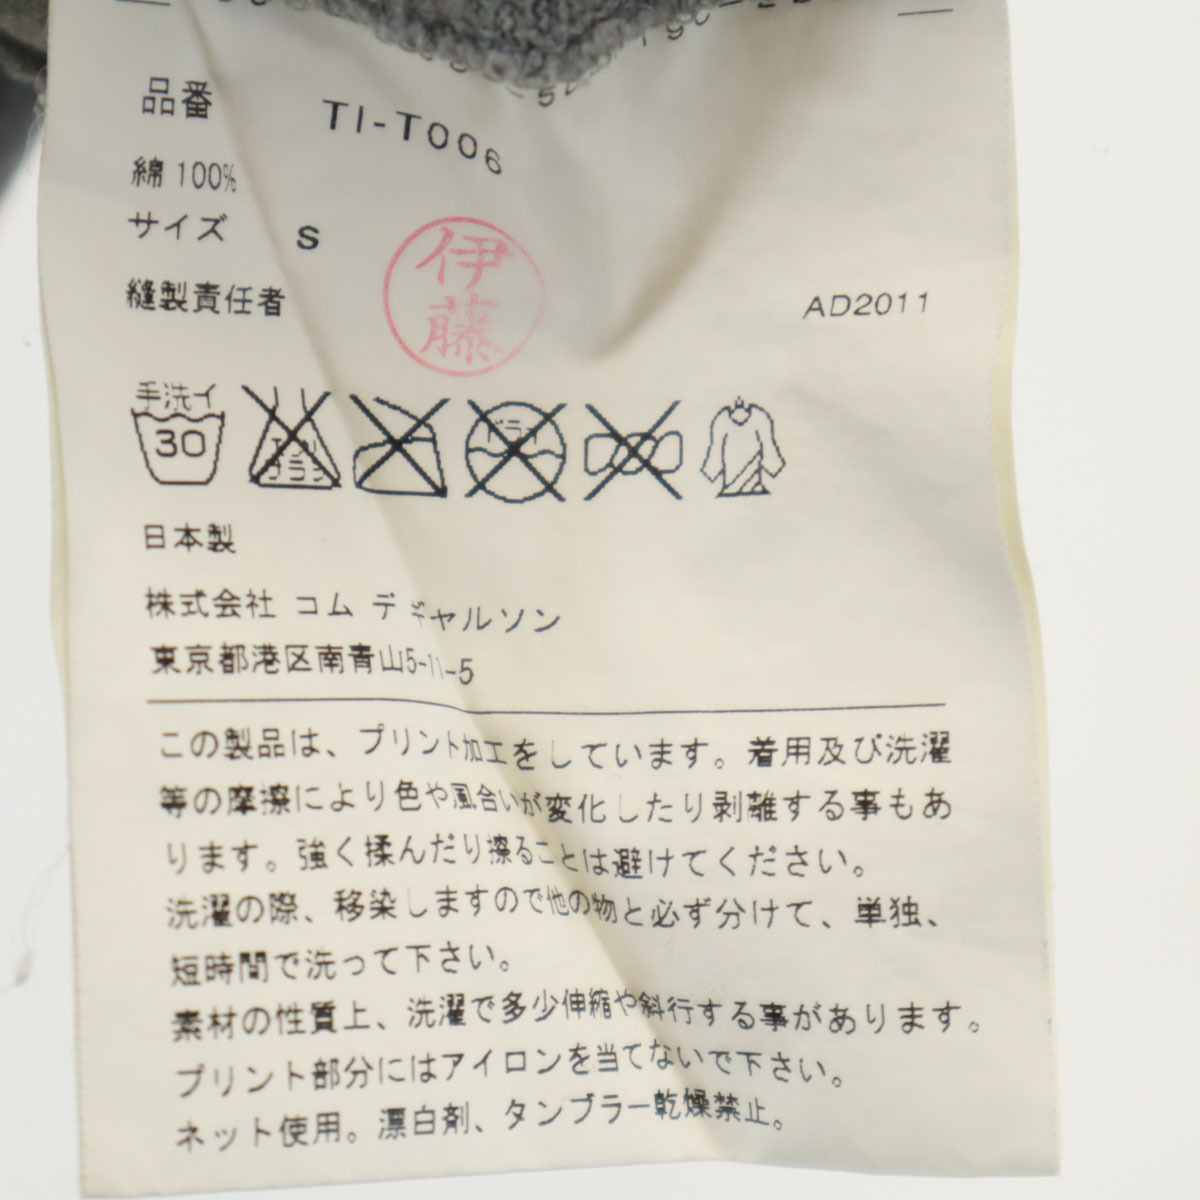 品番 TI-T006
綿 100%
サイズ S
縫製責任者 伊藤 AD2011
手洗イ 30 エンソ サラシ ドライ
日本製
株式会社 コム デ ギャルソン
東京都港区南青山5-11-5
この製品は、プリント加工をしています。着用及び洗濯
等の摩擦により色や風合いが変化したり剥離する事もあ
ります。強く揉んだり擦ることは避けてください。
洗濯の際、移染しますので他の物と必ず分けて、単独、
短時間で洗って下さい。
素材の性質上、洗濯で多少伸縮や斜行する事があります。
プリント部分にはアイロンを当てないで下さい。
ネット使用。漂白剤、タンブラー乾燥禁止。